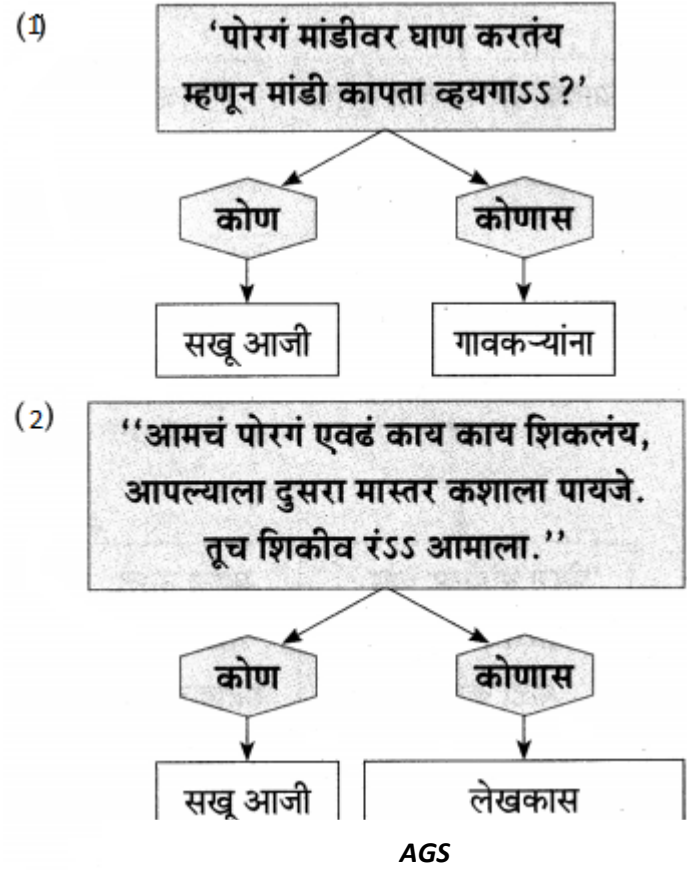 (1)
‘पोरगं मांडीवर घाण करतंय
म्हणून मांडी कापता व्हयगाऽऽ?’
कोण
कोणास
सखू आजी
गावकऱ्यांना
(2)
‘‘आमचं पोरगं एवढं काय काय शिकलंय,
आपल्याला दुसरा मास्तर कशाला पायजे.
तूच शिकीव रंऽऽ आमाला.’’
कोण
कोणास
सखू आजी
लेखकास
AGS